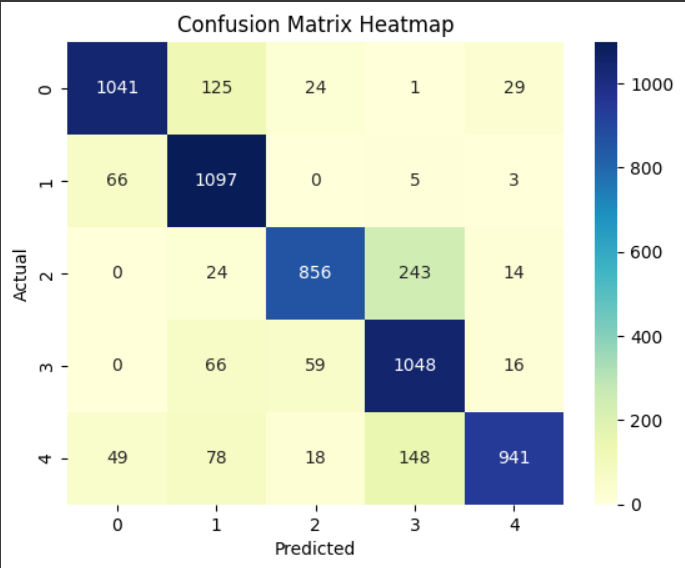 Confusion Matrix Heatmap
0 1041 125 24 1 29
1 66 1097 0 5 3
2 0 24 856 243 14
3 0 66 59 1048 16
4 49 78 18 148 941
0 1 2 3 4
Predicted
Actual
1000
800
600
400
200
0